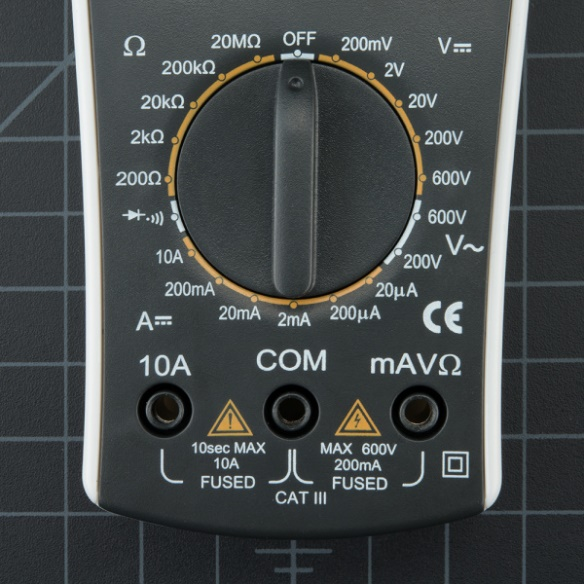 Ω 20MΩ OFF 200mV V⎓
200kΩ 2V
20kΩ 20V
2kΩ 200V
200Ω 600V
600V
V~
10A 200V
200mA 20µA
20mA 2mA 200µA
A⎓ CE
10A COM mAVΩ
10sec MAX MAX 600V
10A 200mA
FUSED FUSED
CAT III